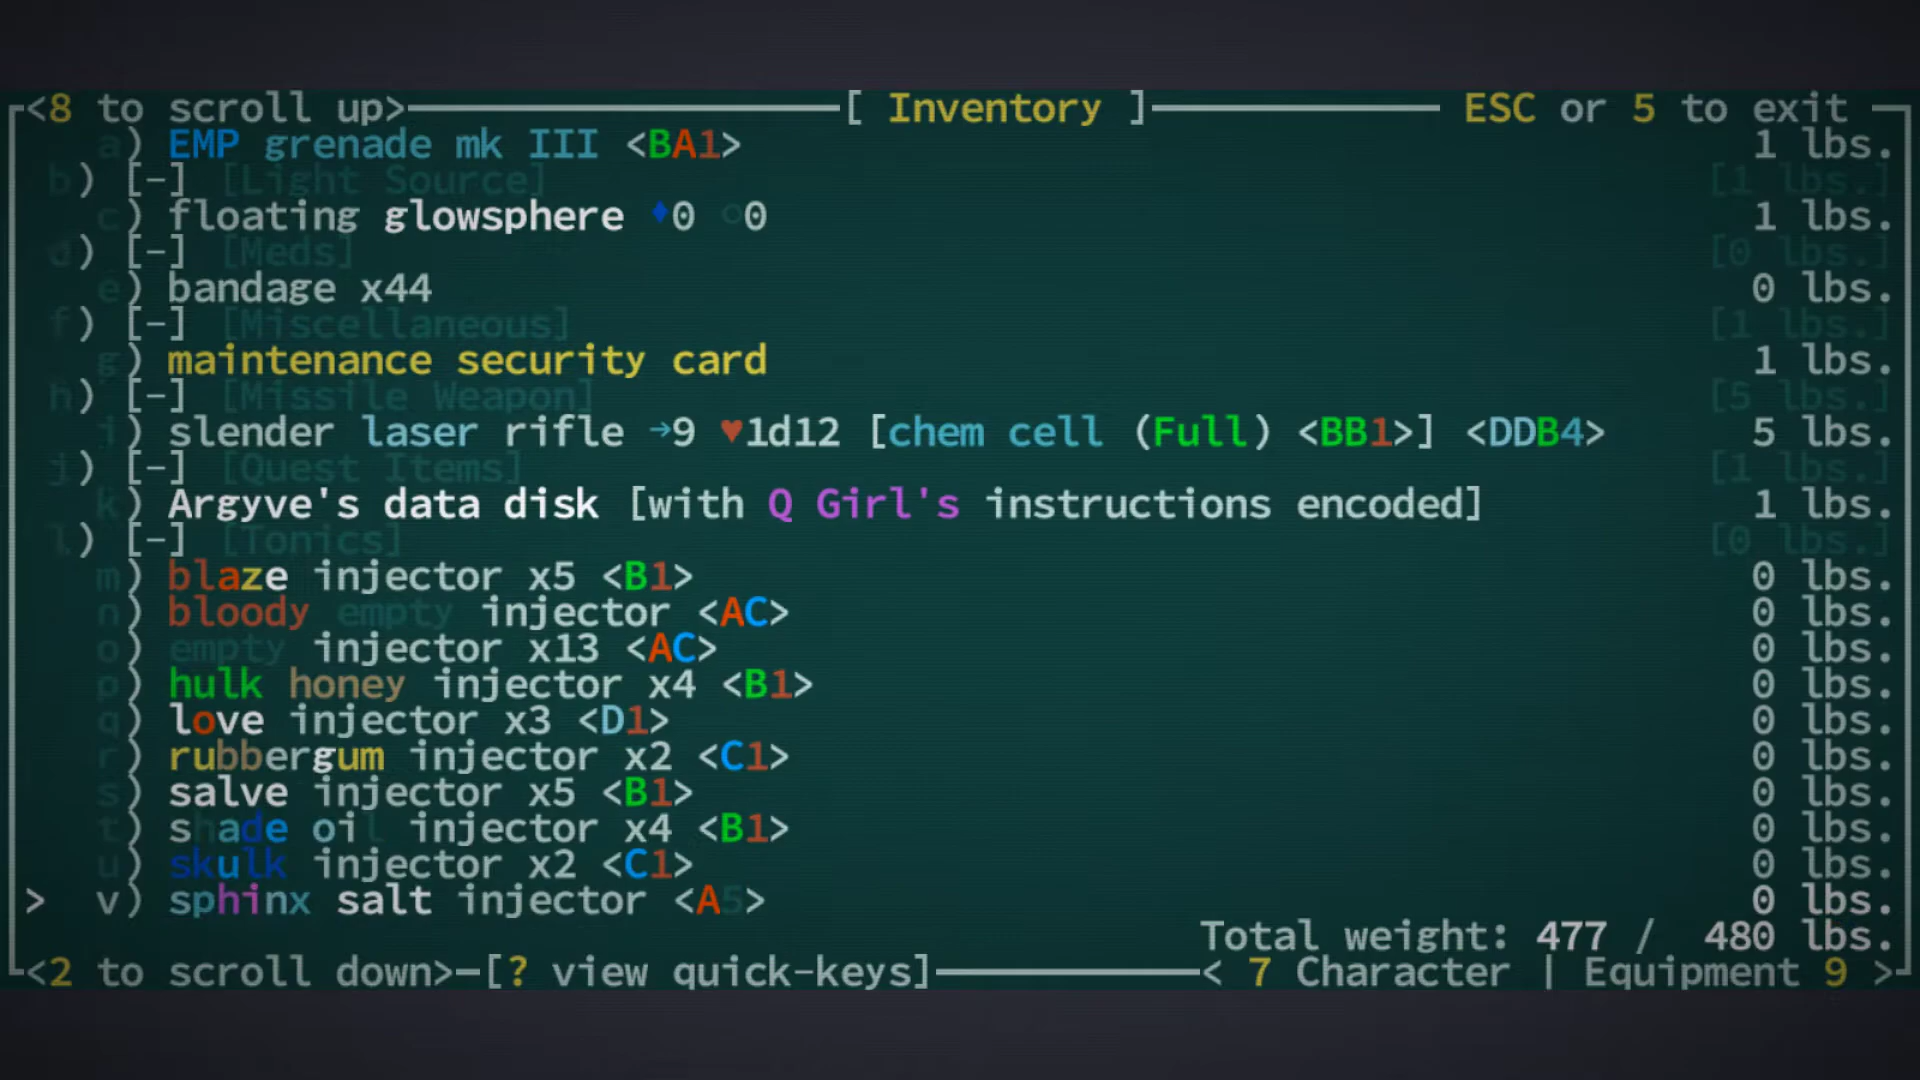 <8 to scroll up> [ Inventory ] ESC or 5 to exit
a) EMP grenade mk III <BA1> 1 lbs.
b) [-] [Light Source] [1 lbs.]
c) floating glowsphere ♦0 ○0 1 lbs.
d) [-] [Meds] [0 lbs.]
e) bandage x44 0 lbs.
f) [-] [Miscellaneous] [1 lbs.]
g) maintenance security card 1 lbs.
h) [-] [Missile Weapon] [5 lbs.]
i) slender laser rifle →9 ♥1d12 [chem cell (Full) <BB1>] <DDB4> 5 lbs.
j) [-] [Quest Items] [1 lbs.]
k) Argyve's data disk [with Q Girl's instructions encoded] 1 lbs.
l) [-] [Tonics] [0 lbs.]
m) blaze injector x5 <B1> 0 lbs.
n) bloody empty injector <AC> 0 lbs.
o) empty injector x13 <AC> 0 lbs.
p) hulk honey injector x4 <B1> 0 lbs.
q) love injector x3 <D1> 0 lbs.
r) rubbergum injector x2 <C1> 0 lbs.
s) salve injector x5 <B1> 0 lbs.
t) shade oil injector x4 <B1> 0 lbs.
u) skulk injector x2 <C1> 0 lbs.
> v) sphinx salt injector <A5> 0 lbs.
Total weight: 477 / 480 lbs.
<2 to scroll down> [? view quick-keys] < 7 Character | Equipment 9 >